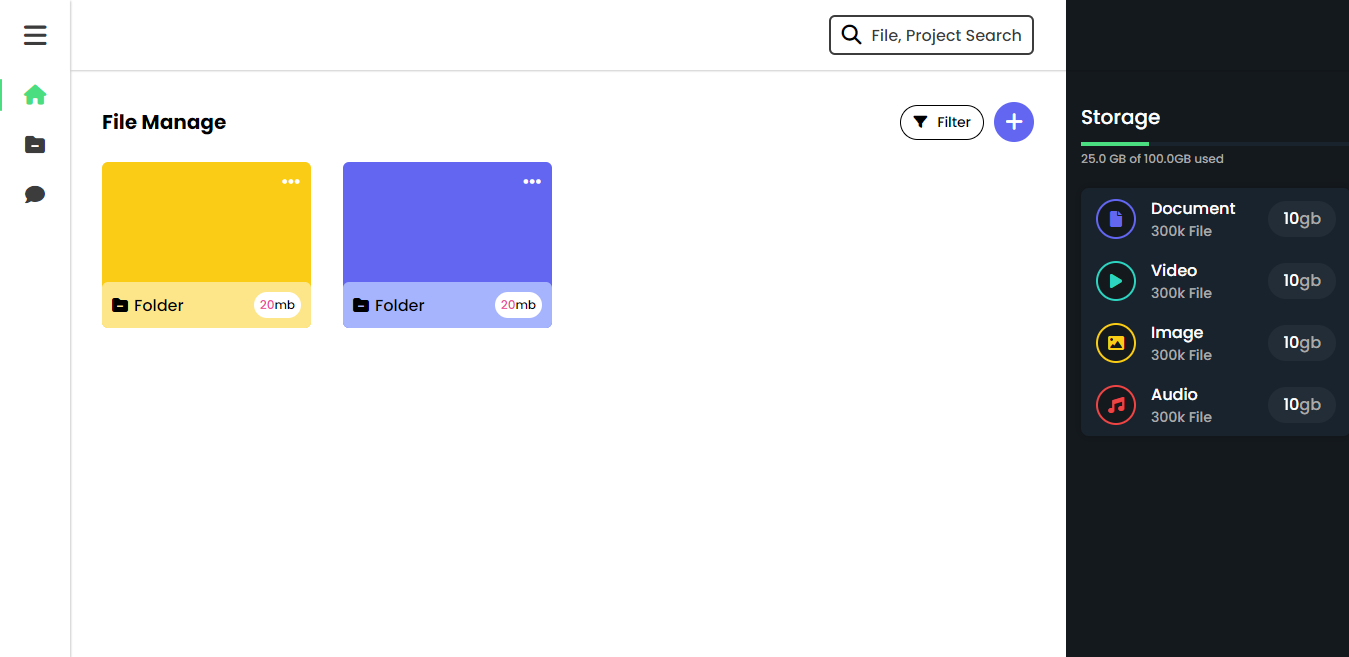 File, Project Search
File Manage
Filter
Folder
20mb
Folder
20mb
Storage
25.0 GB of 100.0GB used
Document
300k File
10gb
Video
300k File
10gb
Image
300k File
10gb
Audio
300k File
10gb